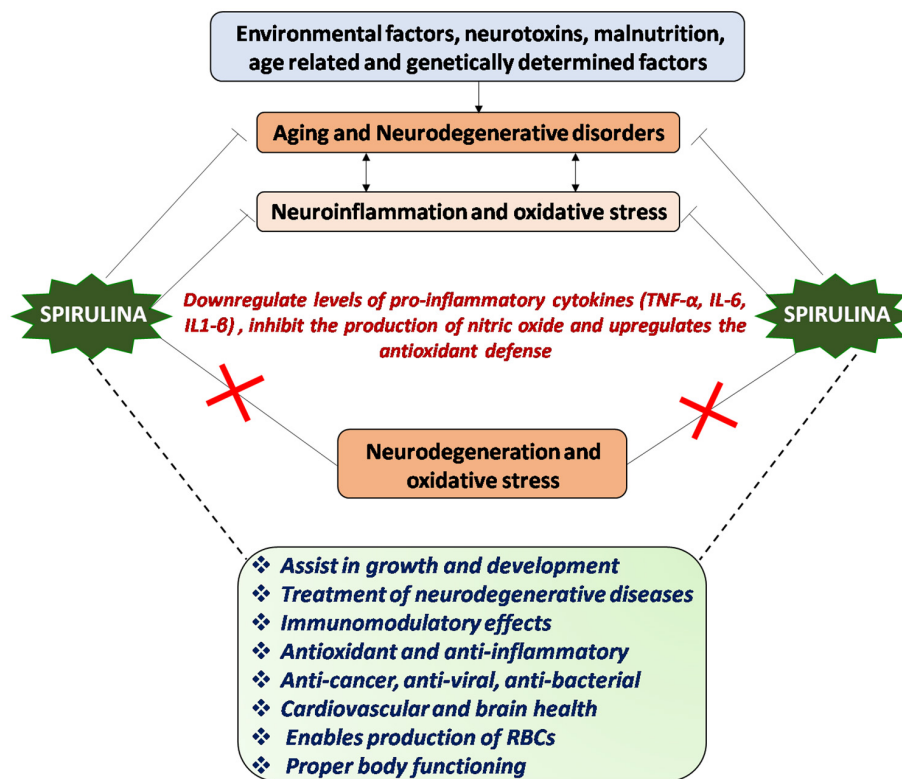 Environmental factors, neurotoxins, malnutrition,
age related and genetically determined factors
Aging and Neurodegenerative disorders
Neuroinflammation and oxidative stress
SPIRULINA
Downregulate levels of pro-inflammatory cytokines (TNF-α, IL-6,
IL1-β) , inhibit the production of nitric oxide and upregulates the
antioxidant defense
SPIRULINA
Neurodegeneration and
oxidative stress
❖ Assist in growth and development
❖ Treatment of neurodegenerative diseases
❖ Immunomodulatory effects
❖ Antioxidant and anti-inflammatory
❖ Anti-cancer, anti-viral, anti-bacterial
❖ Cardiovascular and brain health
❖ Enables production of RBCs
❖ Proper body functioning